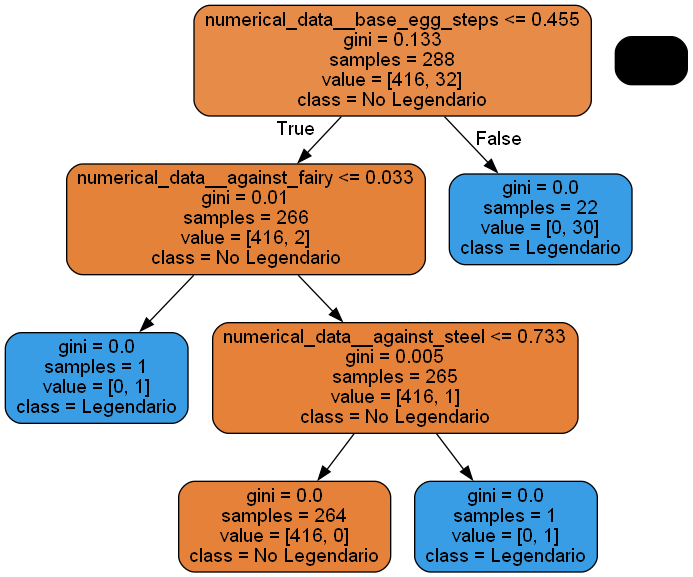 numerical_data__base_egg_steps <= 0.455
gini = 0.133
samples = 288
value = [416, 32]
class = No Legendario
True
False
numerical_data__against_fairy <= 0.033
gini = 0.01
samples = 266
value = [416, 2]
class = No Legendario
gini = 0.0
samples = 22
value = [0, 30]
class = Legendario
gini = 0.0
samples = 1
value = [0, 1]
class = Legendario
numerical_data__against_steel <= 0.733
gini = 0.005
samples = 265
value = [416, 1]
class = No Legendario
gini = 0.0
samples = 264
value = [416, 0]
class = No Legendario
gini = 0.0
samples = 1
value = [0, 1]
class = Legendario